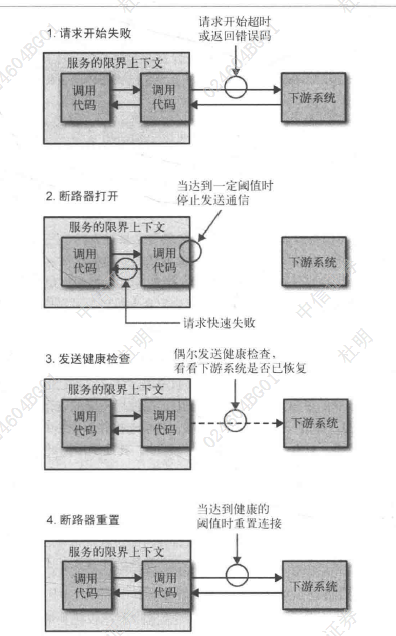 1. 请求开始失败
请求开始超时
或返回错误码
服务的限界上下文
调用
代码
调用
代码
下游系统
2. 断路器打开
当达到一定阈值时
停止发送通信
服务的限界上下文
调用
代码
调用
代码
下游系统
请求快速失败
3. 发送健康检查
偶尔发送健康检查,
看看下游系统是否已恢复
服务的限界上下文
调用
代码
调用
代码
下游系统
4. 断路器重置
当达到健康的
阈值时重置连接
服务的限界上下文
调用
代码
调用
代码
下游系统
024604BG01
中信证券
杜明